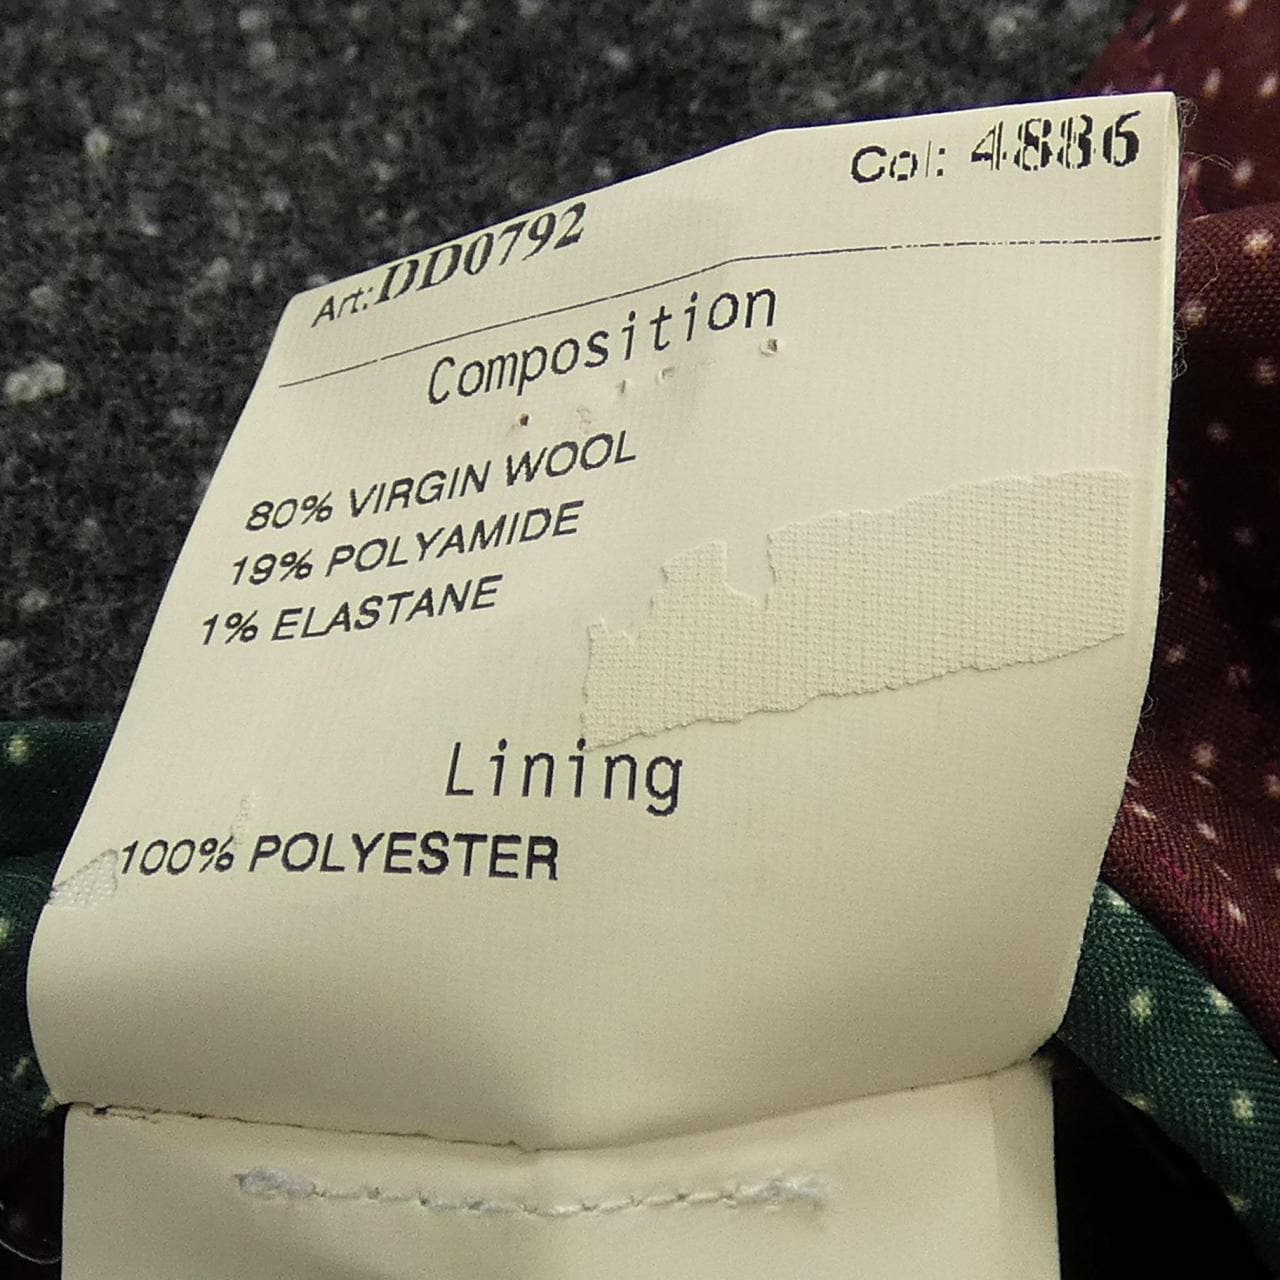 Art: DD0792 Col: 4886
Composition
80% VIRGIN WOOL
19% POLYAMIDE
1% ELASTANE
Lining
100% POLYESTER